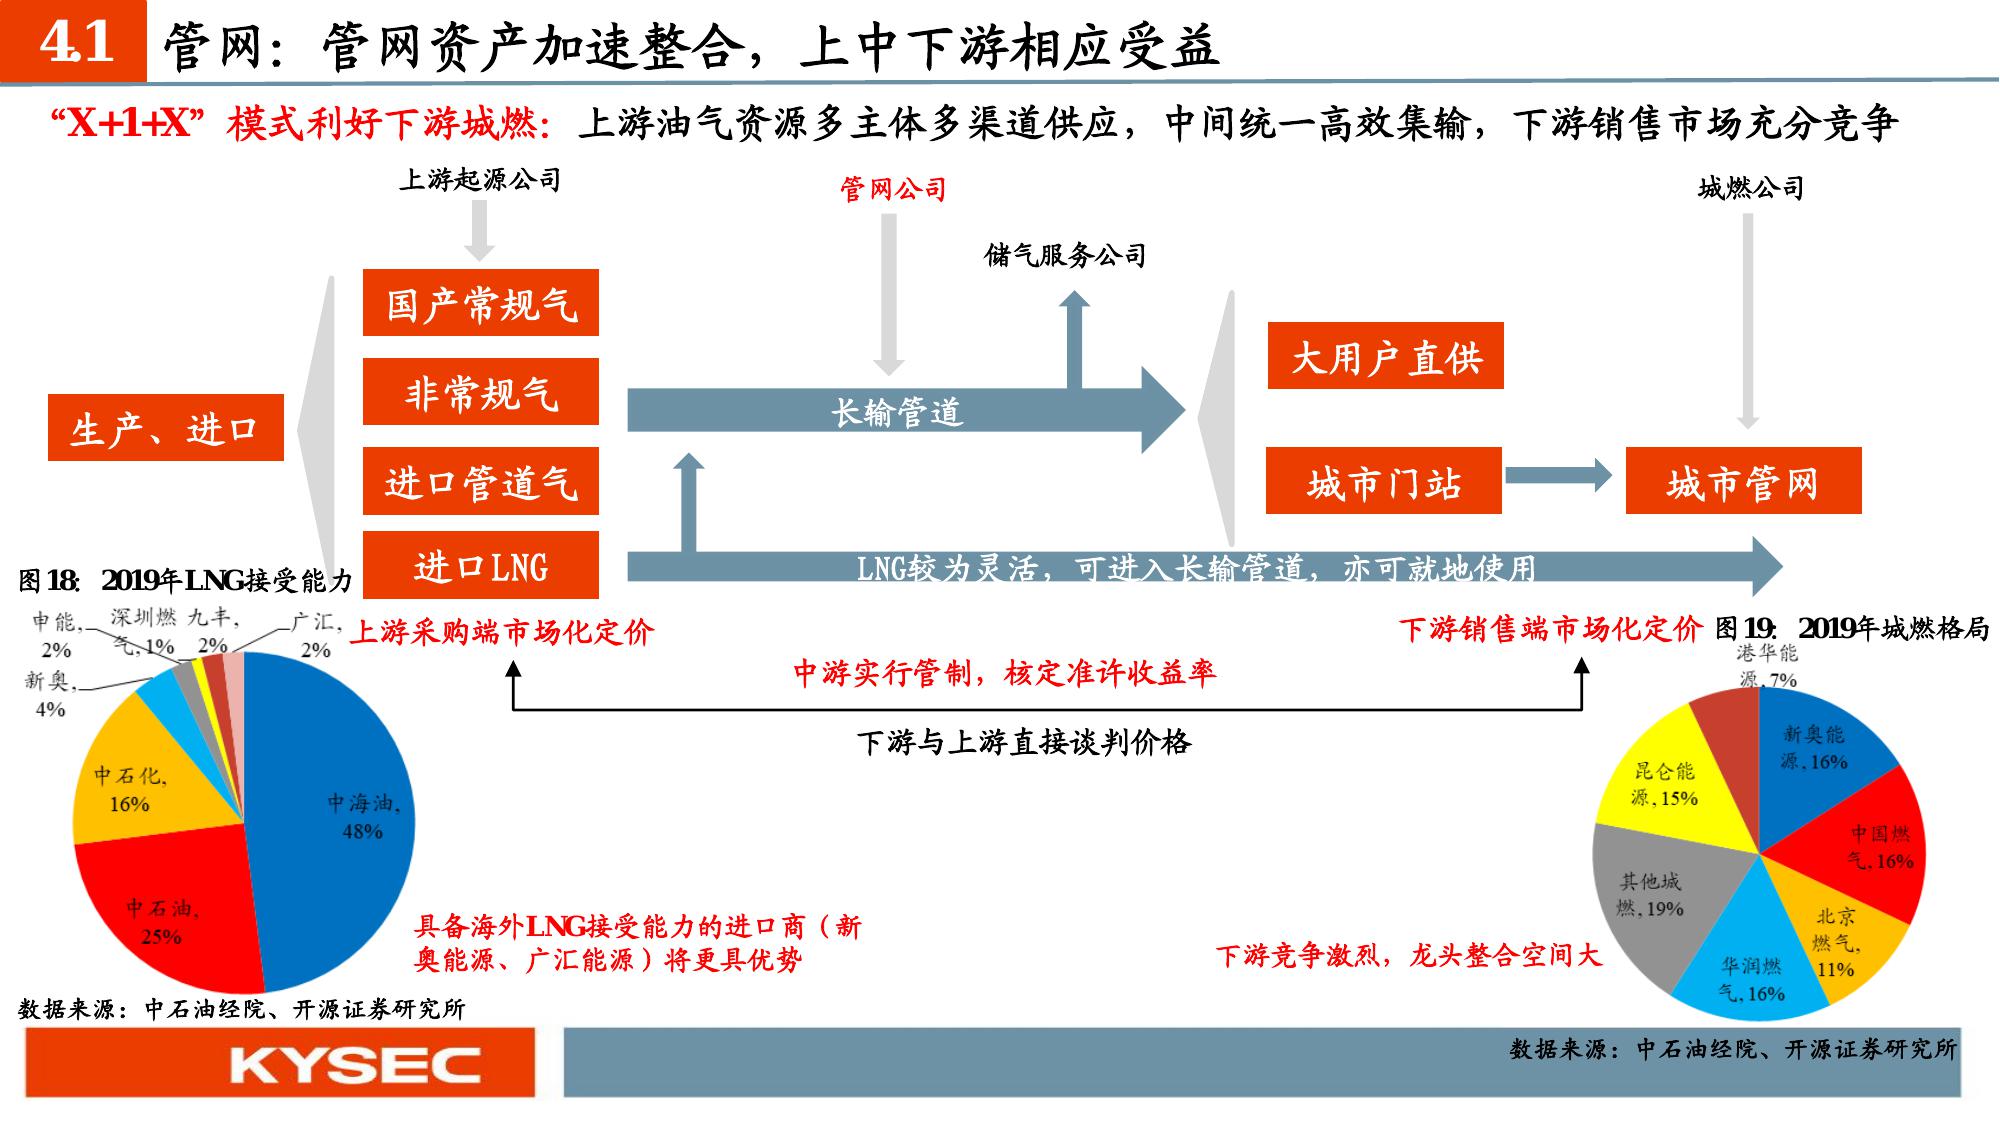 4.1 管网：管网资产加速整合，上中下游相应受益
“X+1+X”模式利好下游城燃：上游油气资源多主体多渠道供应，中间统一高效集输，下游销售市场充分竞争
上游起源公司
管网公司
城燃公司
储气服务公司
国产常规气
非常规气
进口管道气
进口LNG
生产、进口
长输管道
大用户直供
城市门站
城市管网
LNG较为灵活，可进入长输管道，亦可就地使用
图18：2019年LNG接受能力
申能,
2%
深圳燃
气,1%
九丰,
2%
广汇,
2%
新奥,
4%
中石化,
16%
中海油,
48%
中石油,
25%
上游采购端市场化定价
中游实行管制，核定准许收益率
下游与上游直接谈判价格
下游销售端市场化定价
图19：2019年城燃格局
港华能
源,7%
新奥能
源,16%
昆仑能
源,15%
中国燃
气,16%
其他城
燃,19%
北京
燃气,
11%
华润燃
气,16%
具备海外LNG接受能力的进口商（新
奥能源、广汇能源）将更具优势
下游竞争激烈，龙头整合空间大
数据来源：中石油经院、开源证券研究所
KYSEC
数据来源：中石油经院、开源证券研究所